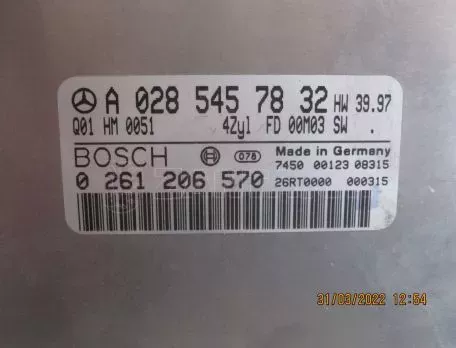 A 028 545 78 32 HW 39.97
Q01 HM 0051 4Zyl FD 00M03 SW .
BOSCH 078 Made in Germany
7450 00123 08315
0 261 206 570 26RT0000 000315
31/03/2022 12:54